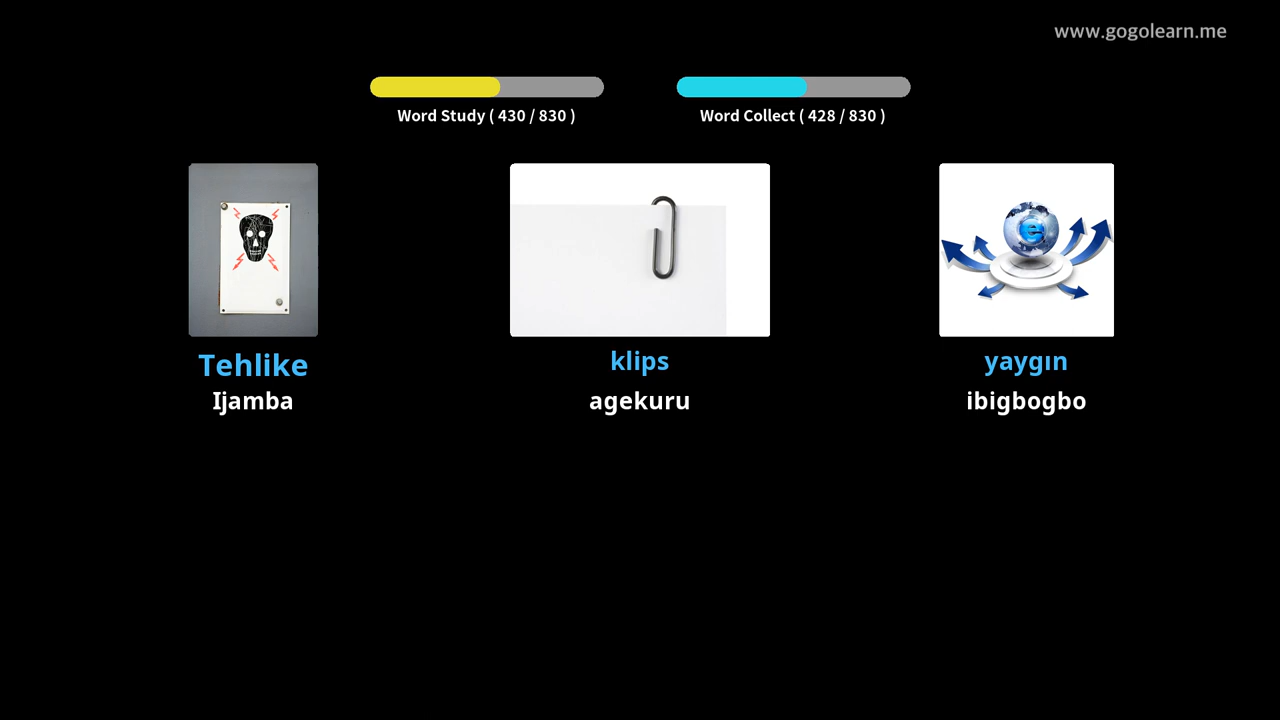 www.gogolearn.me
Word Study ( 430 / 830 )
Word Collect ( 428 / 830 )
Tehlike
Ijamba
klips
agekuru
yaygın
ibigbogbo